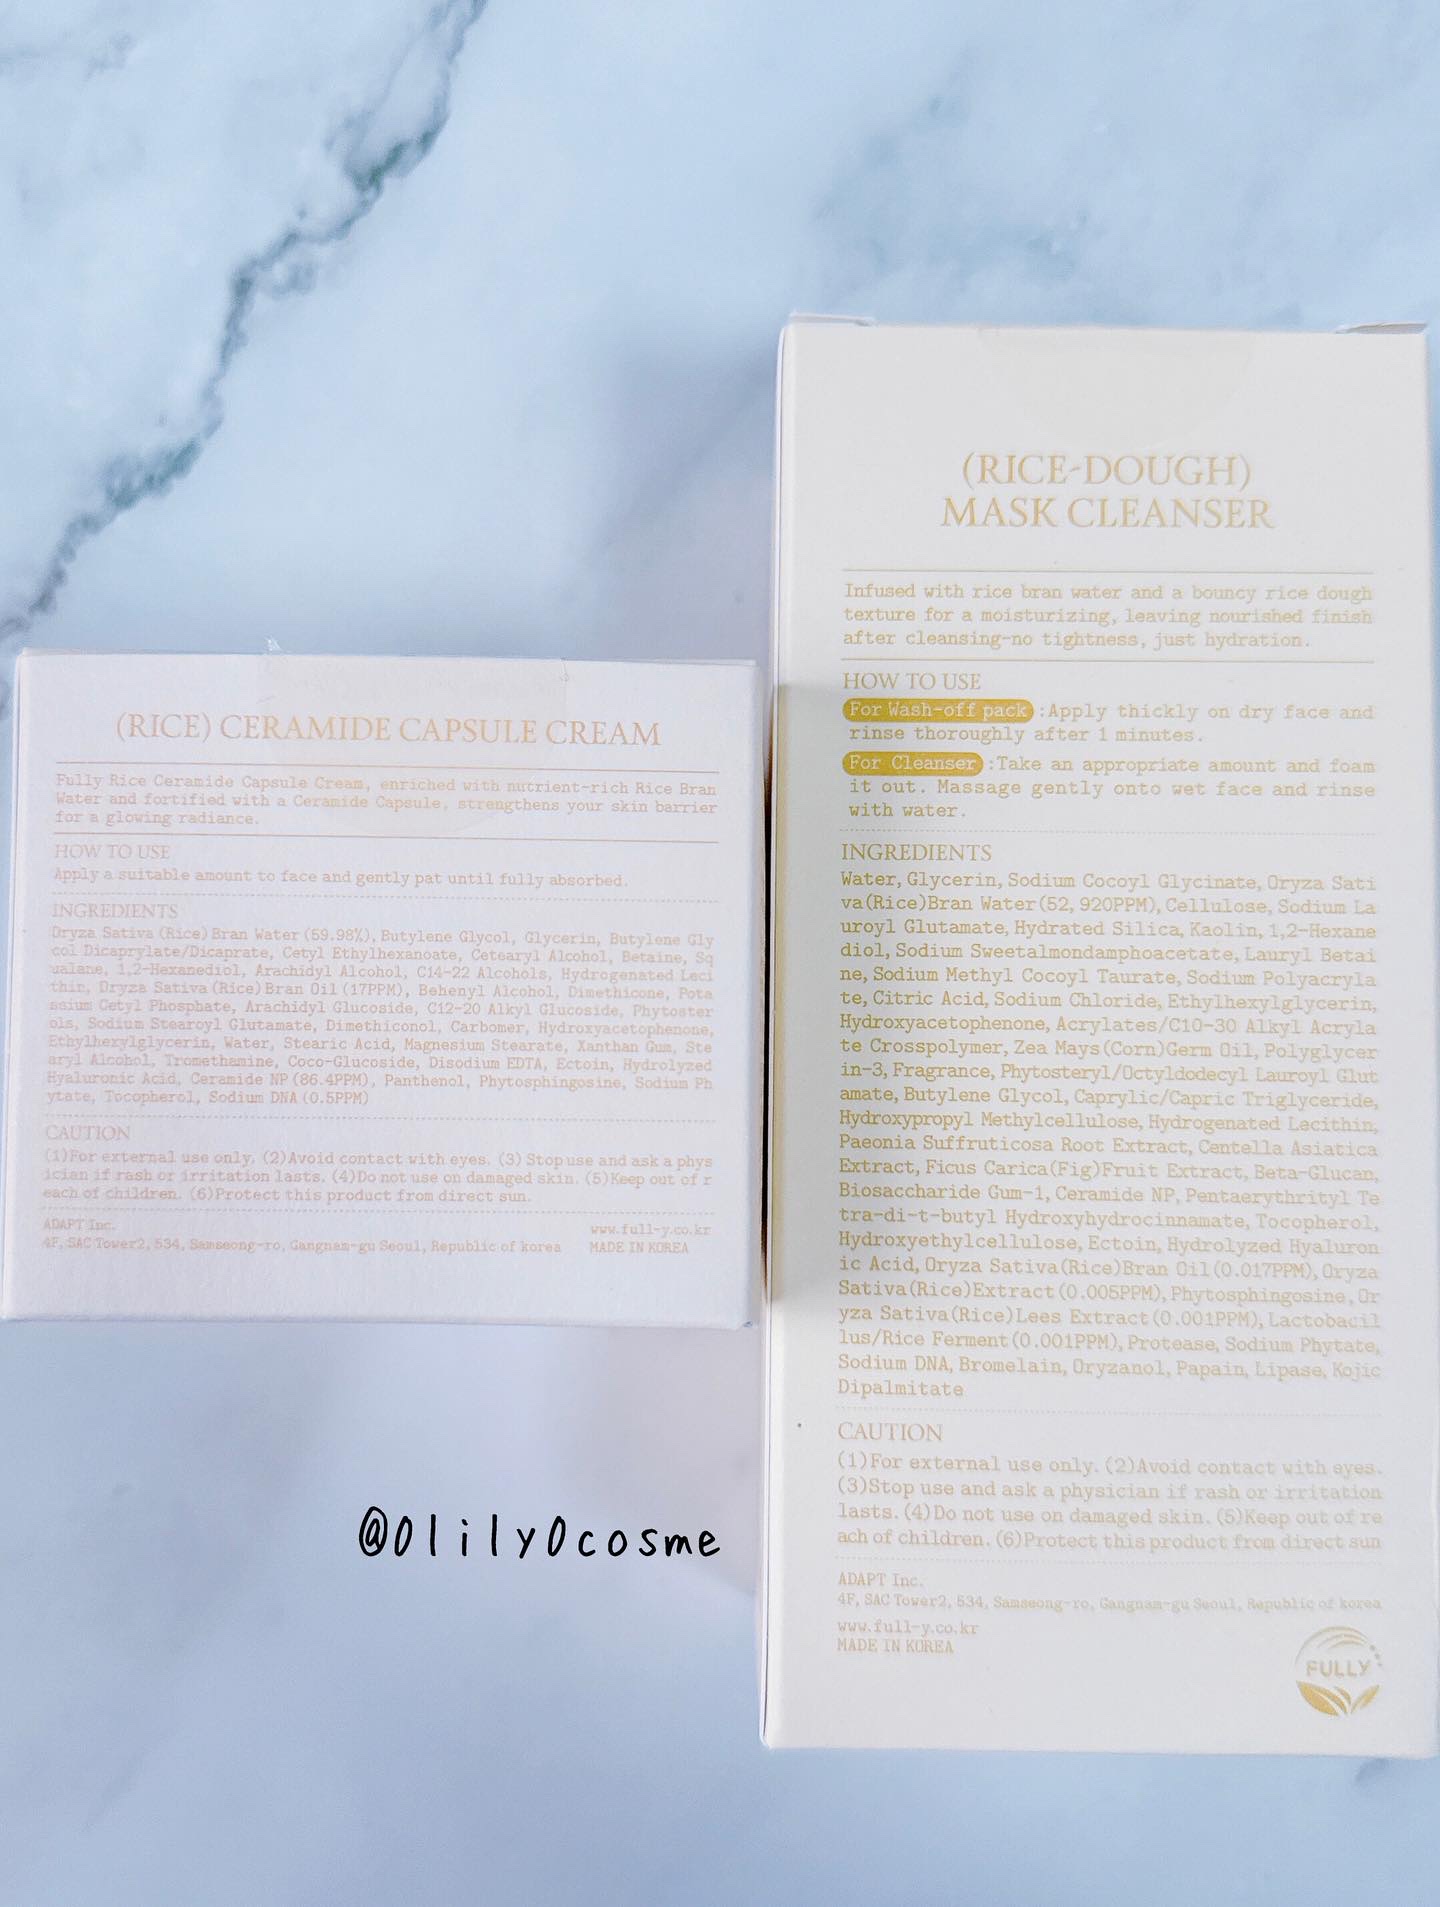 (RICE) CERAMIDE CAPSULE CREAM
Fully Rice Ceramide Capsule Cream, enriched with nutrient-rich Rice Bran
Water and fortified with a Ceramide Capsule, strengthens your skin barrier
for a glowing radiance.
HOW TO USE
Apply a suitable amount to face and gently pat until fully absorbed.
INGREDIENTS
Oryza Sativa (Rice) Bran Water (59.98%), Butylene Glycol, Glycerin, Butylene Gly
col Dicaprylate/Dicaprate, Cetyl Ethylhexanoate, Cetearyl Alcohol, Betaine, Sq
ualane, 1,2-Hexanediol, Arachidyl Alcohol, C14-22 Alcohols, Hydrogenated Leci
thin, Oryza Sativa (Rice) Bran Oil (17PPM), Behenyl Alcohol, Dimethicone, Pota
ssium Cetyl Phosphate, Arachidyl Glucoside, C12-20 Alkyl Glucoside, Phytoster
ols, Sodium Stearoyl Glutamate, Dimethiconol, Carbomer, Hydroxyacetophenone,
Ethylhexylglycerin, Water, Stearic Acid, Magnesium Stearate, Xanthan Gum, Ste
aryl Alcohol, Tromethamine, Coco-Glucoside, Disodium EDTA, Ectoin, Hydrolyzed
Hyaluronic Acid, Ceramide NP (86.4PPM), Panthenol, Phytosphingosine, Sodium Ph
ytate, Tocopherol, Sodium DNA (0.5PPM)
CAUTION
(1)For external use only. (2)Avoid contact with eyes. (3) Stop use and ask a phys
ician if rash or irritation lasts. (4)Do not use on damaged skin. (5)Keep out of r
each of children. (6)Protect this product from direct sun.
ADAPT Inc.
4F, SAC Tower2, 534, Samseong-ro, Gangnam-gu Seoul, Republic of korea
www.full-y.co.kr
MADE IN KOREA
(RICE-DOUGH)
MASK CLEANSER
Infused with rice bran water and a bouncy rice dough
texture for a moisturizing, leaving nourished finish
after cleansing-no tightness, just hydration.
HOW TO USE
For Wash-off pack :Apply thickly on dry face and
rinse thoroughly after 1 minutes.
For Cleanser :Take an appropriate amount and foam
it out. Massage gently onto wet face and rinse
with water.
INGREDIENTS
Water, Glycerin, Sodium Cocoyl Glycinate, Oryza Sati
va(Rice)Bran Water(52, 920PPM), Cellulose, Sodium La
uroyl Glutamate, Hydrated Silica, Kaolin, 1,2-Hexane
diol, Sodium Sweetalmondamphoacetate, Lauryl Betai
ne, Sodium Methyl Cocoyl Taurate, Sodium Polyacryla
te, Citric Acid, Sodium Chloride, Ethylhexylglycerin,
Hydroxyacetophenone, Acrylates/C10-30 Alkyl Acryla
te Crosspolymer, Zea Mays(Corn)Germ Oil, Polyglycer
in-3, Fragrance, Phytosteryl/Octyldodecyl Lauroyl Glut
amate, Butylene Glycol, Caprylic/Capric Triglyceride,
Hydroxypropyl Methylcellulose, Hydrogenated Lecithin,
Paeonia Suffruticosa Root Extract, Centella Asiatica
Extract, Ficus Carica(Fig)Fruit Extract, Beta-Glucan,
Biosaccharide Gum-1, Ceramide NP, Pentaerythrityl Te
tra-di-t-butyl Hydroxyhydrocinnamate, Tocopherol,
Hydroxyethylcellulose, Ectoin, Hydrolyzed Hyaluron
ic Acid, Oryza Sativa(Rice)Bran Oil(0.017PPM), Oryza
Sativa(Rice)Extract(0.005PPM), Phytosphingosine, Or
yza Sativa(Rice)Lees Extract(0.001PPM), Lactobacil
lus/Rice Ferment(0.001PPM), Protease, Sodium Phytate,
Sodium DNA, Bromelain, Oryzanol, Papain, Lipase, Kojic
Dipalmitate
CAUTION
(1)For external use only. (2)Avoid contact with eyes.
(3)Stop use and ask a physician if rash or irritation
lasts. (4)Do not use on damaged skin. (5)Keep out of re
ach of children. (6)Protect this product from direct sun
ADAPT Inc.
4F, SAC Tower2, 534, Samseong-ro, Gangnam-gu Seoul, Republic of korea
www.full-y.co.kr
MADE IN KOREA
FULLY
@0lily0cosme